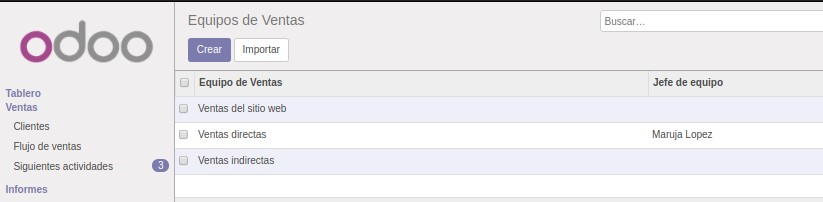 odoo
Tablero
Ventas
Clientes
Flujo de ventas
Siguientes actividades 3
Informes
Equipos de Ventas
Buscar...
Crear Importar
Equipo de Ventas Jefe de equipo
Ventas del sitio web
Ventas directas Maruja Lopez
Ventas indirectas